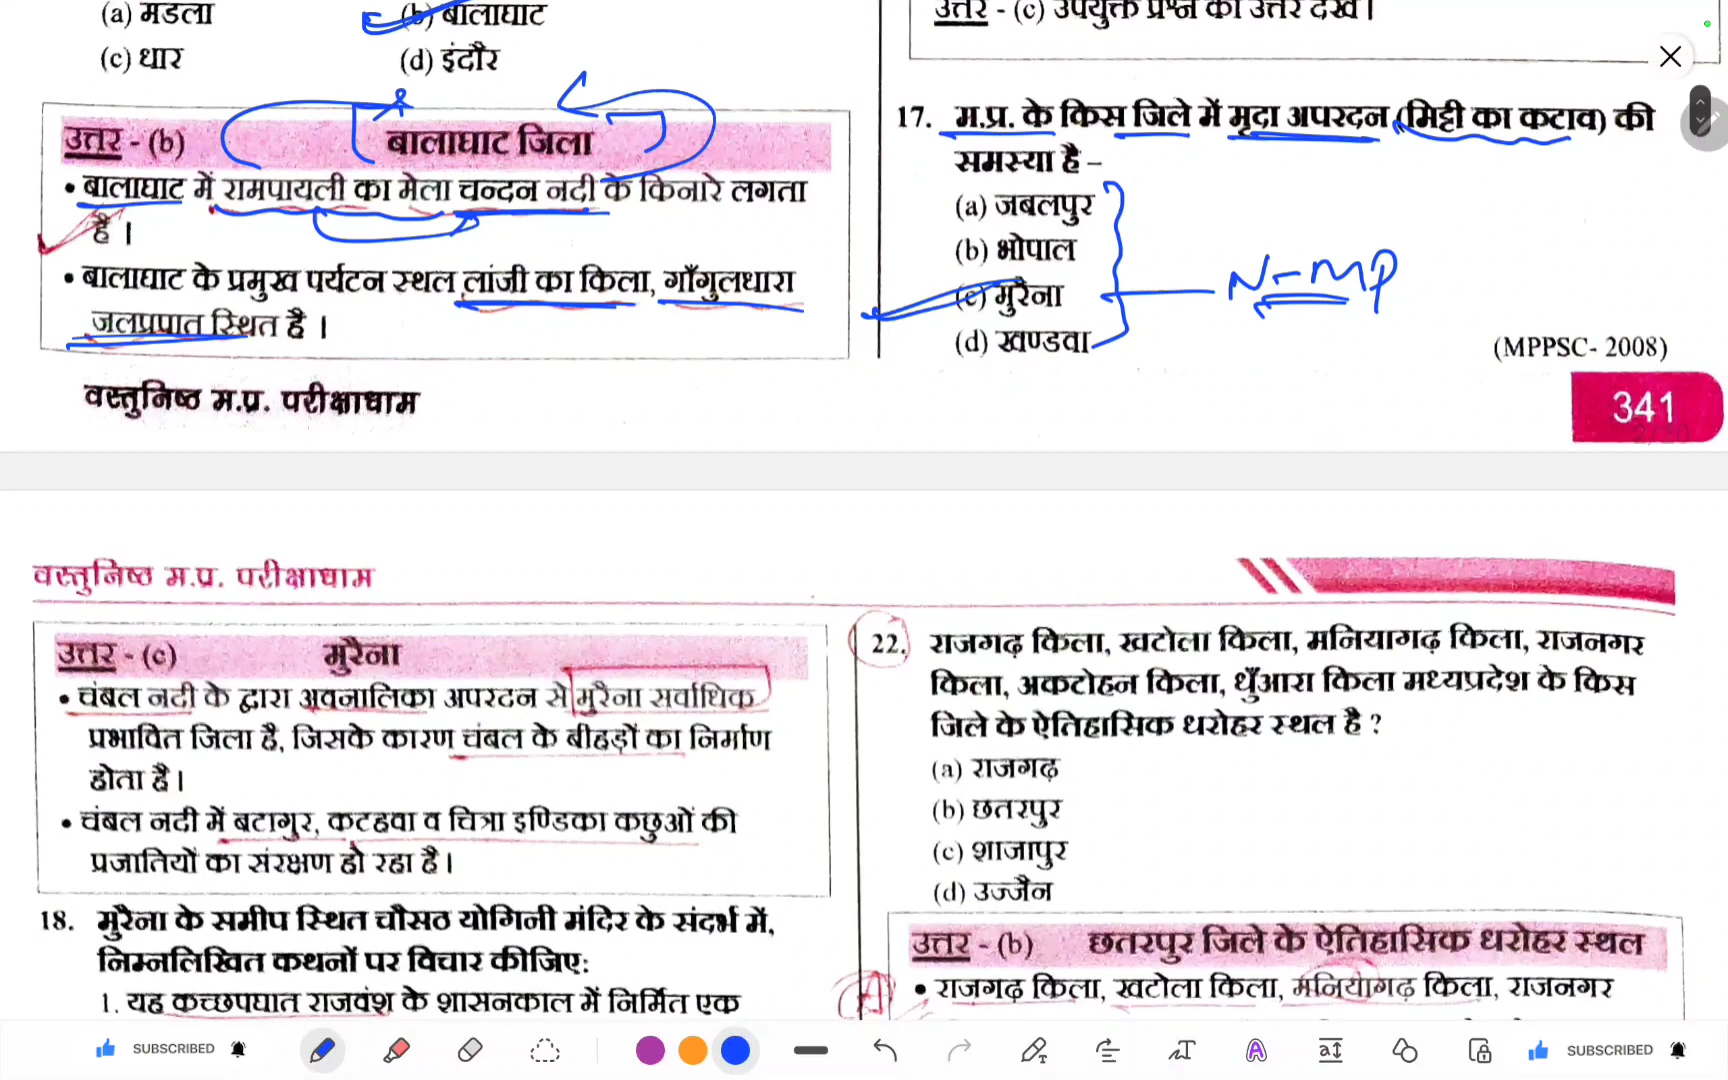 (a) मंडला
(b) बालाघाट
(c) धार
(d) इंदौर
उत्तर - (b) बालाघाट जिला
• बालाघाट में रामपायली का मेला चन्दन नदी के किनारे लगता
है ।
• बालाघाट के प्रमुख पर्यटन स्थल लांजी का किला, गाँगुलधारा
जलप्रपात स्थित है ।
वस्तुनिष्ठ म.प्र. परीक्षाधाम
उत्तर - (c) उपर्युक्त प्रश्न का उत्तर देखें।
17. म.प्र. के किस जिले में मृदा अपरदन (मिट्टी का कटाव) की
समस्या है –
(a) जबलपुर
(b) भोपाल
(c) मुरैना
(d) खण्डवा
N-MP
(MPPSC- 2008)
341
वस्तुनिष्ठ म.प्र. परीक्षाधाम
उत्तर - (c) मुरैना
• चंबल नदी के द्वारा अवनालिका अपरदन से मुरैना सर्वाधिक
प्रभावित जिला है, जिसके कारण चंबल के बीहड़ों का निर्माण
होता है।
• चंबल नदी में बटागुर, कटहवा व चित्रा इण्डिका कछुओं की
प्रजातियों का संरक्षण हो रहा है।
18. मुरैना के समीप स्थित चौसठ योगिनी मंदिर के संदर्भ में,
निम्नलिखित कथनों पर विचार कीजिए:
1. यह कच्छपघात राजवंश के शासनकाल में निर्मित एक
22. राजगढ़ किला, खटोला किला, मनियागढ़ किला, राजनगर
किला, अकटोहन किला, धुँआरा किला मध्यप्रदेश के किस
जिले के ऐतिहासिक धरोहर स्थल है ?
(a) राजगढ़
(b) छतरपुर
(c) शाजापुर
(d) उज्जैन
उत्तर - (b) छतरपुर जिले के ऐतिहासिक धरोहर स्थल
• राजगढ़ किला, खटोला किला, मनियागढ़ किला, राजनगर
SUBSCRIBED
SUBSCRIBED